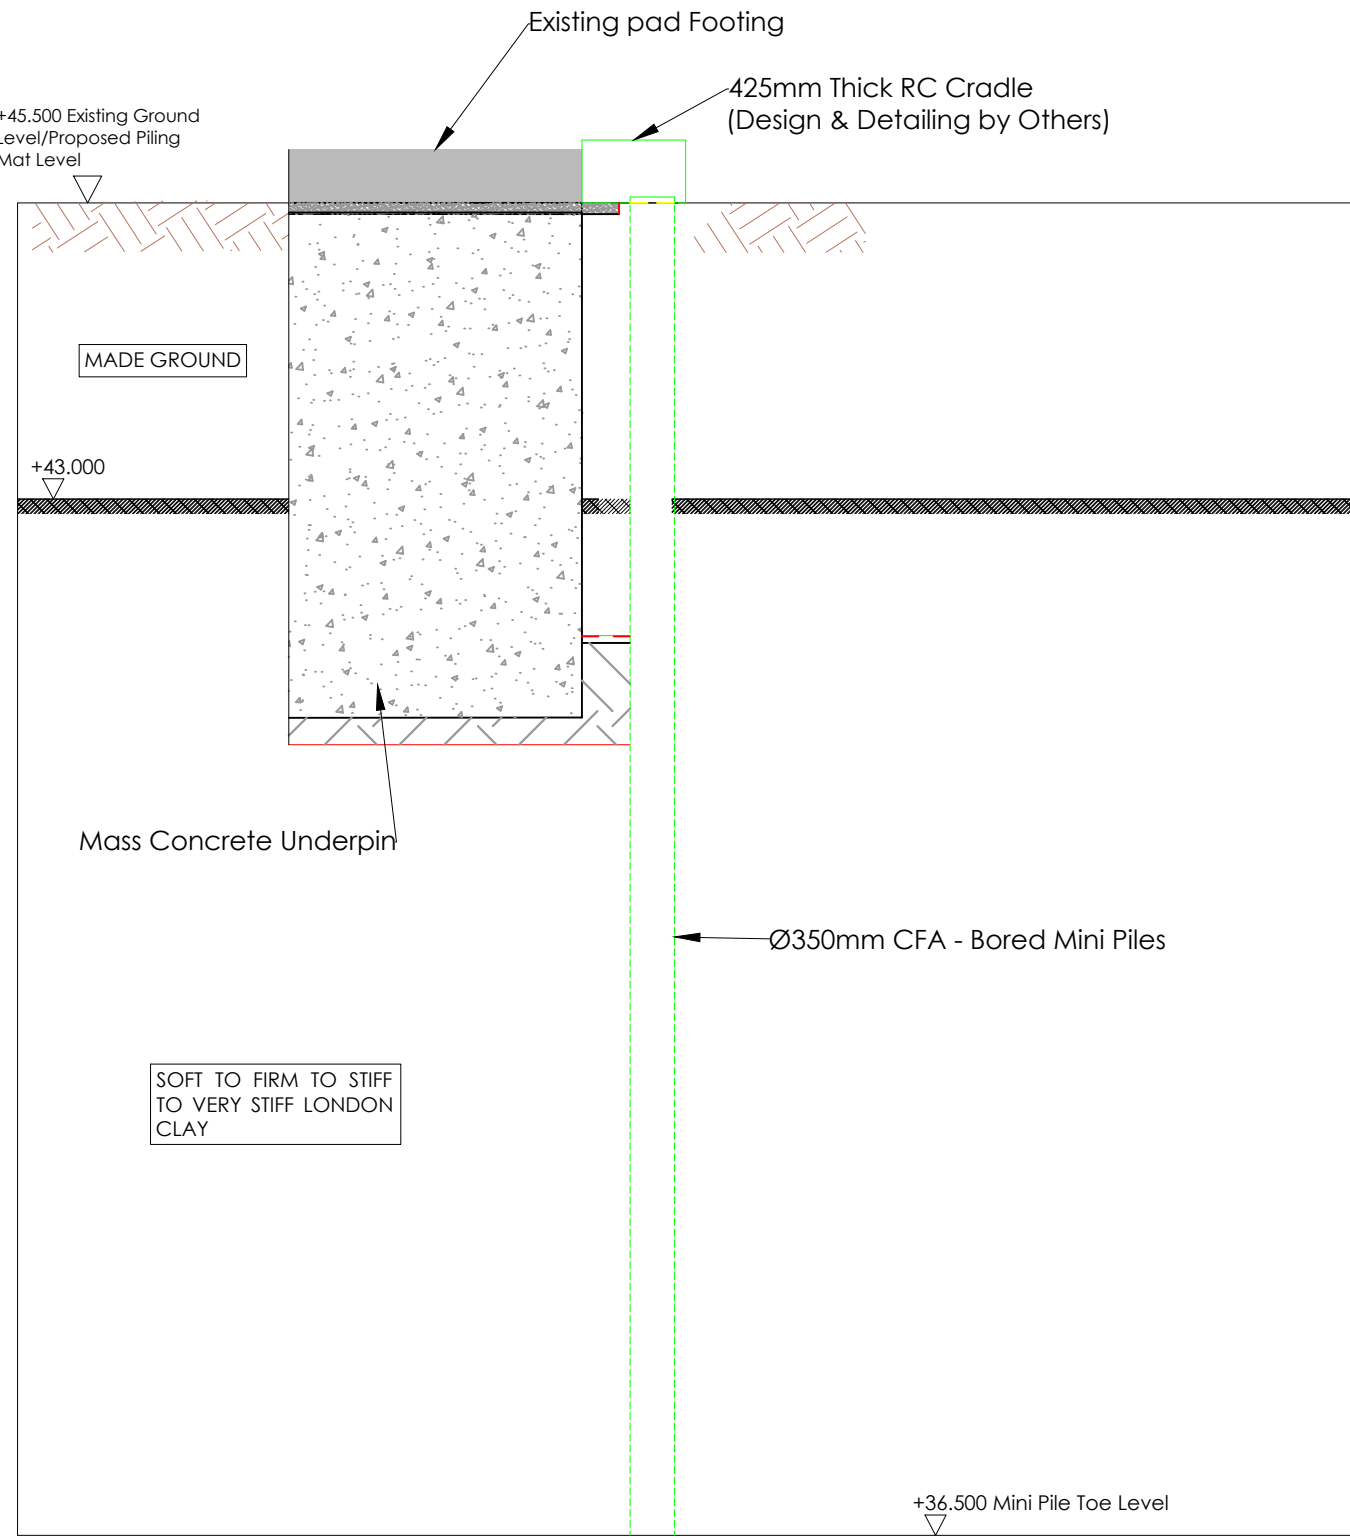 Existing pad Footing
425mm Thick RC Cradle
(Design & Detailing by Others)
+45.500 Existing Ground
Level/Proposed Piling
Mat Level
MADE GROUND
+43.000
Mass Concrete Underpin
Ø350mm CFA - Bored Mini Piles
SOFT TO FIRM TO STIFF
TO VERY STIFF LONDON
CLAY
+36.500 Mini Pile Toe Level